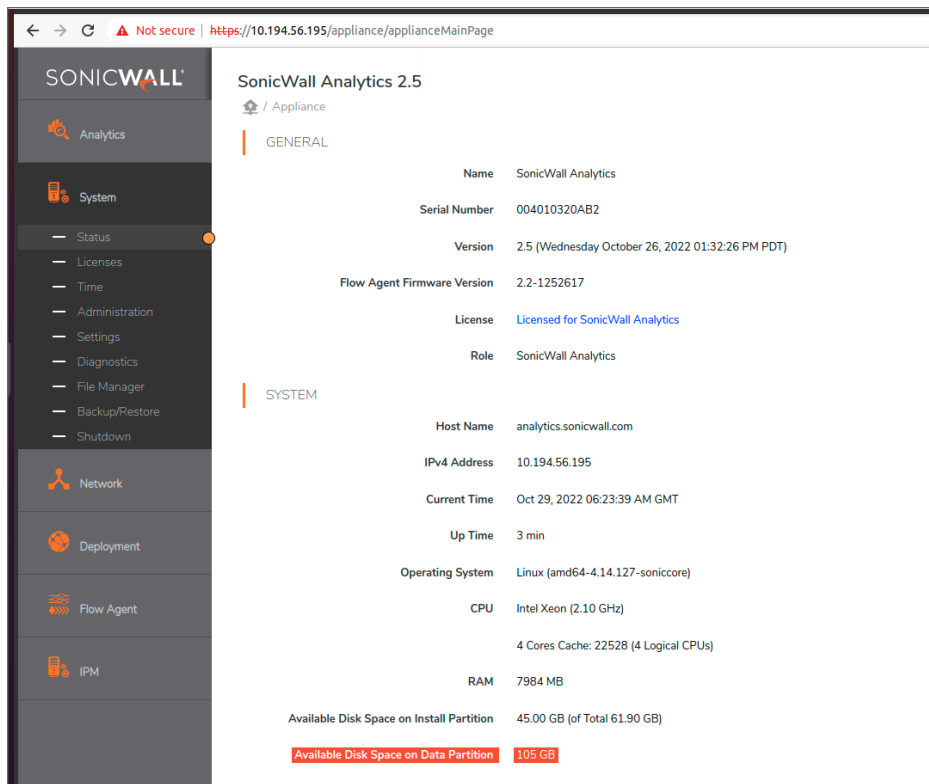 Not secure | https://10.194.56.195/appliance/applianceMainPage
SONICWALL
Analytics
System
Status
Licenses
Time
Administration
Settings
Diagnostics
File Manager
Backup/Restore
Shutdown
Network
Deployment
Flow Agent
IPM
SonicWall Analytics 2.5
/ Appliance
GENERAL
Name SonicWall Analytics
Serial Number 004010320AB2
Version 2.5 (Wednesday October 26, 2022 01:32:26 PM PDT)
Flow Agent Firmware Version 2.2-1252617
License Licensed for SonicWall Analytics
Role SonicWall Analytics
SYSTEM
Host Name analytics.sonicwall.com
IPv4 Address 10.194.56.195
Current Time Oct 29, 2022 06:23:39 AM GMT
Up Time 3 min
Operating System Linux (amd64-4.14.127-soniccore)
CPU Intel Xeon (2.10 GHz)
4 Cores Cache: 22528 (4 Logical CPUs)
RAM 7984 MB
Available Disk Space on Install Partition 45.00 GB (of Total 61.90 GB)
Available Disk Space on Data Partition 105 GB